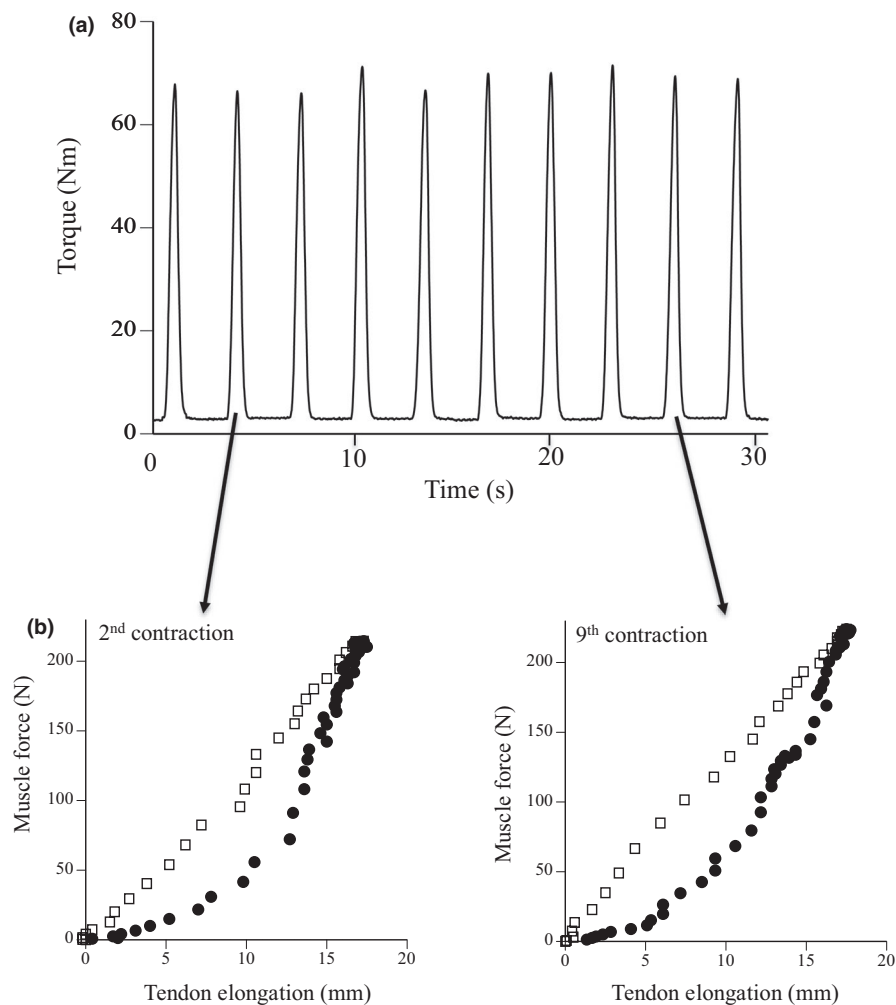 (a)
80
60
40
20
0
Torque (Nm)
0 10 20 30
Time (s)
(b)
2nd contraction
200
150
100
50
0
Muscle force (N)
0 5 10 15 20
Tendon elongation (mm)
9th contraction
200
150
100
50
0
Muscle force (N)
0 5 10 15 20
Tendon elongation (mm)